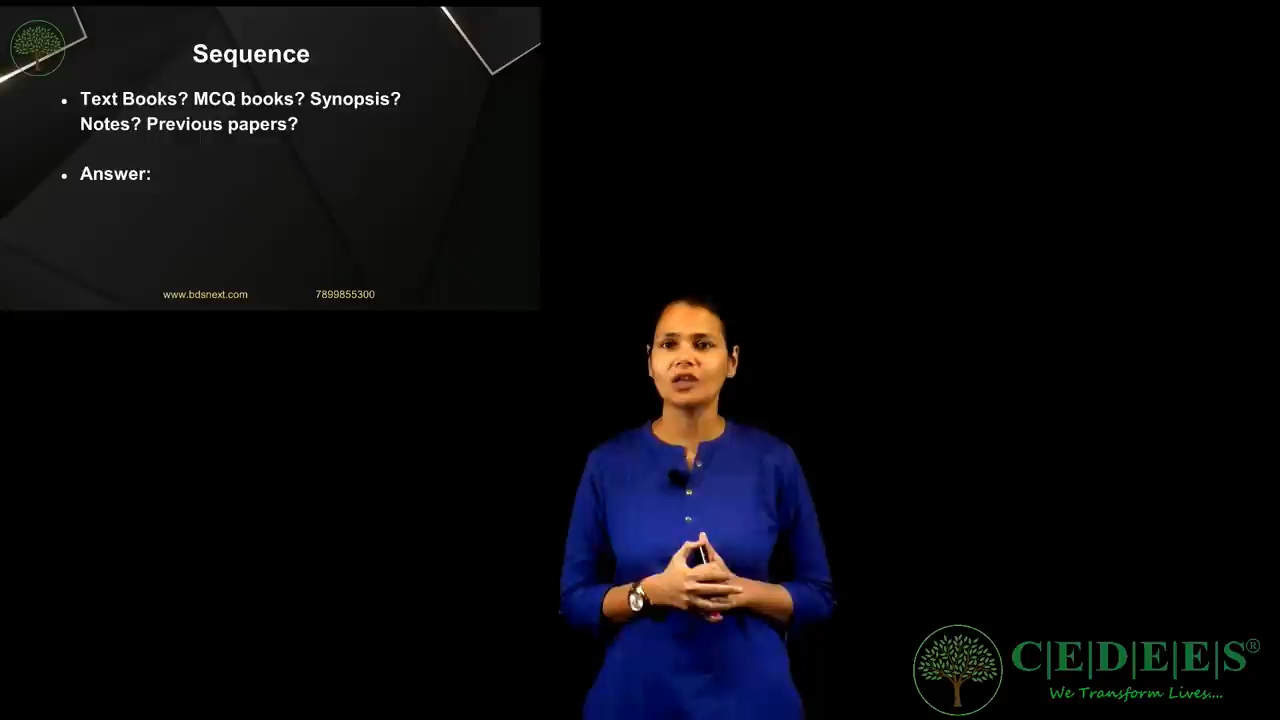 Sequence
• Text Books? MCQ books? Synopsis?
Notes? Previous papers?
• Answer:
www.bdsnext.com 7899855300
C|E|D|E|E|S®
We Transform Lives....